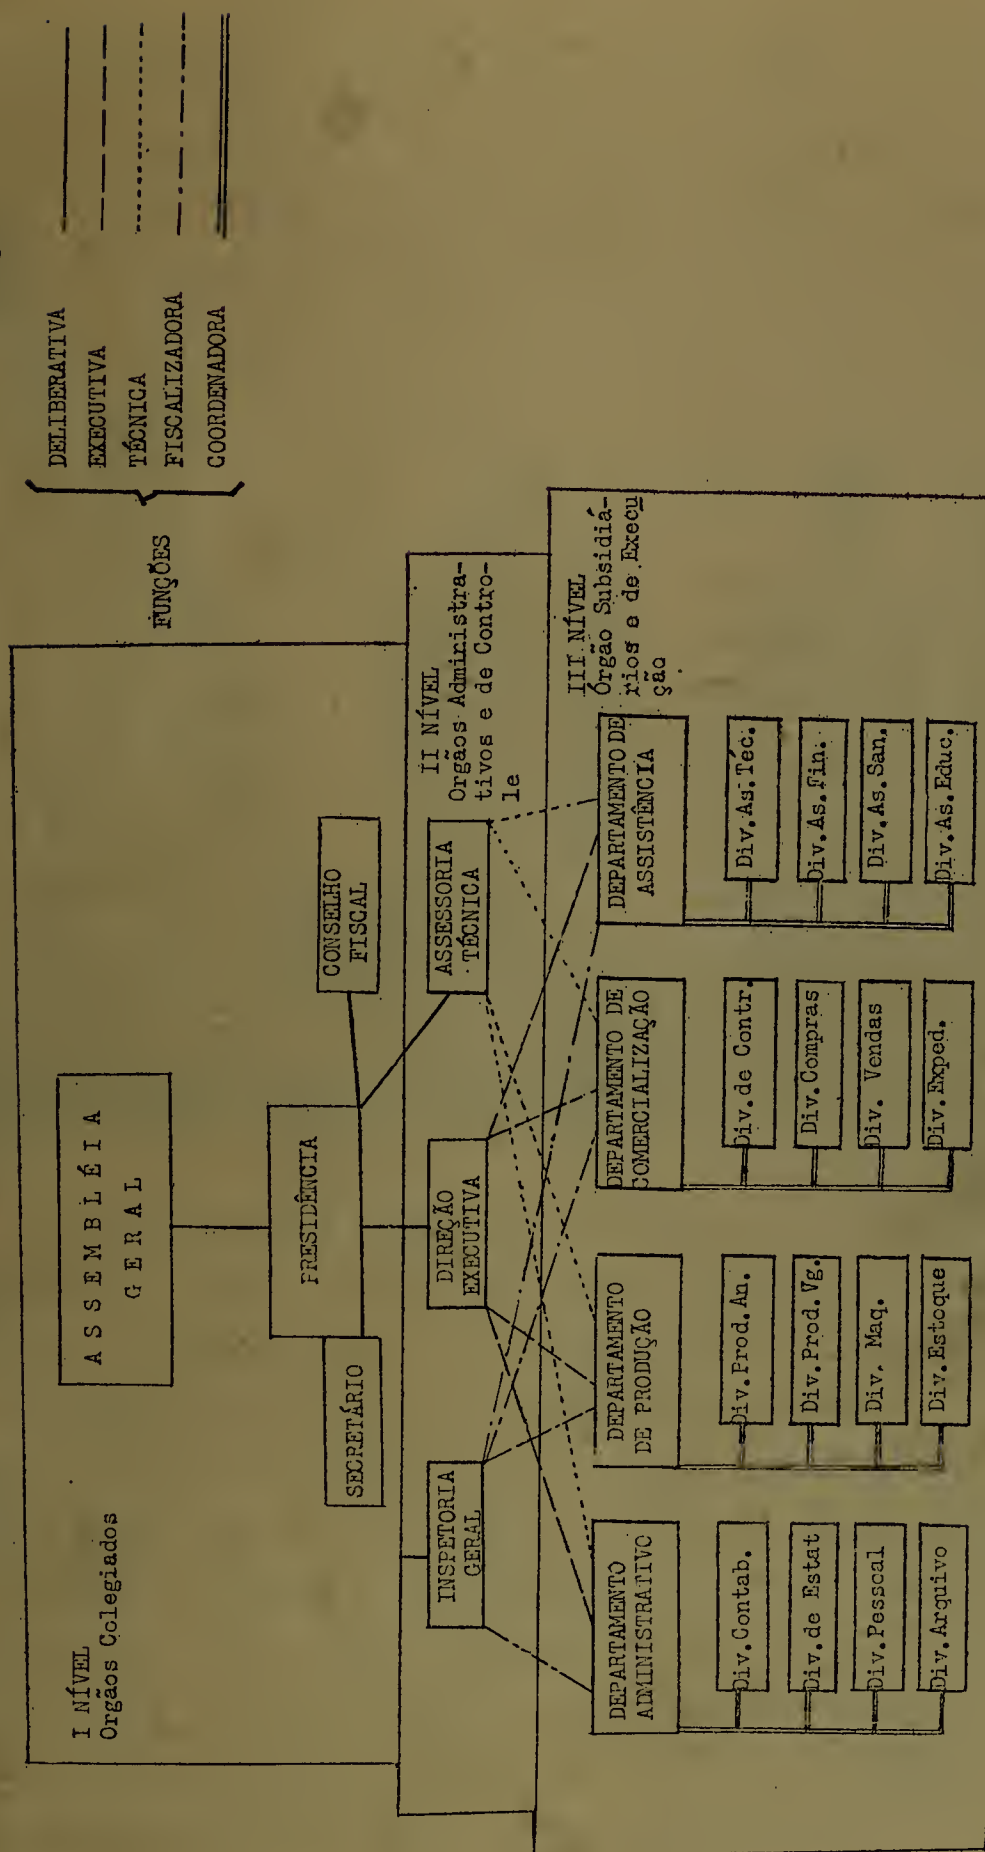 FUNÇÕES
DELIBERATIVA
EXECUTIVA
TÉCNICA
FISCALIZADORA
COORDENADORA
I NÍVEL
Orgãos Colegiados
A S S E M B L É I A
G E R A L
PRESIDÊNCIA
SECRETÁRIO
CONSELHO
FISCAL
II NÍVEL
Orgãos Administra-
tivos e de Contro-
le
INSPETORIA
GERAL
DIREÇÃO
EXECUTIVA
ASSESSORIA
TÉCNICA
III NÍVEL
Órgão Subsidiá-
rios e de Execu
ção
DEPARTAMENTO
ADMINISTRATIVO
Div.Contab.
Div.de Estat
Div.Pessoal
Div.Arquivo
DEPARTAMENTO
DE PRODUÇÃO
Div.Prod.An.
Div.Prod.Vg.
Div. Maq.
Div.Estoque
DEPARTAMENTO DE
COMERCIALIZAÇÃO
Div.de Contr.
Div.Compras
Div. Vendas
Div.Exped.
DEPARTAMENTO DE
ASSISTÊNCIA
Div.As.Téc.
Div.As.Fin.
Div.As.San.
Div.As.Educ.